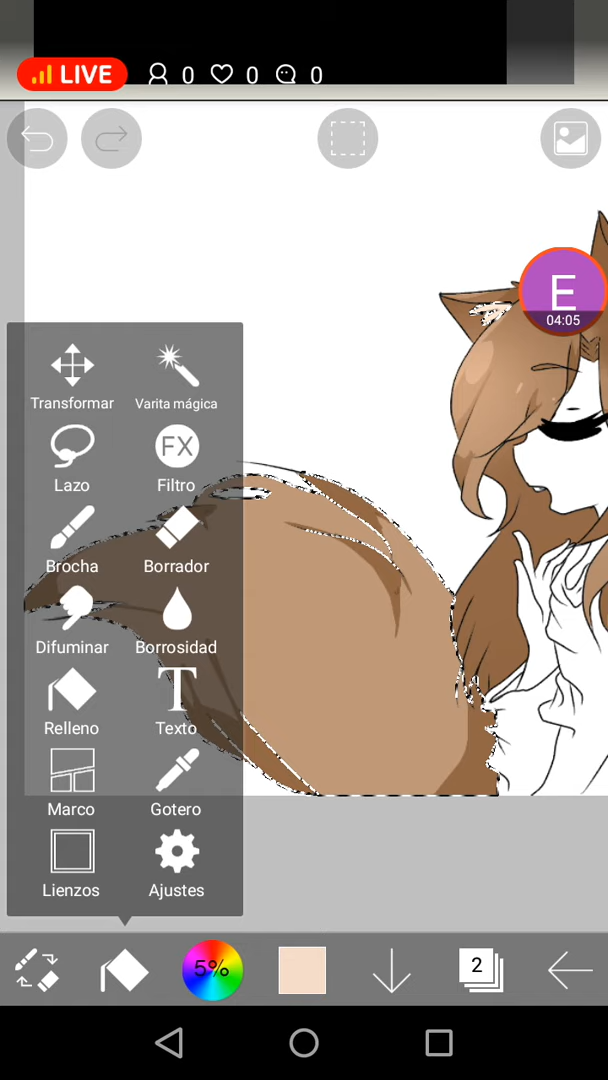 LIVE 0 0 0
E
04:05
Transformar Varita mágica
Lazo FX Filtro
Brocha Borrador
Difuminar Borrosidad
Relleno T Texto
Marco Gotero
Lienzos Ajustes
5% 2